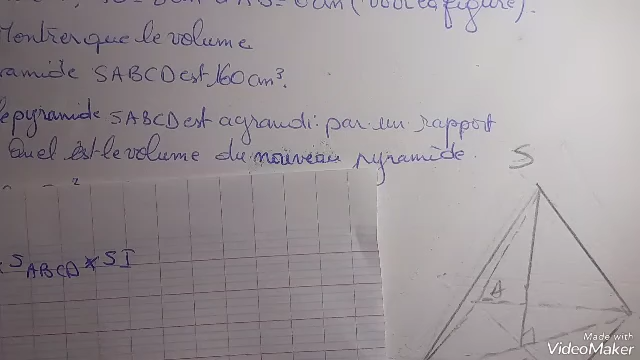 Montrer que le volume
ramide SABCD est 160 cm³.
le pyramide SABCD est agrandi par un rapport
Quel est le volume du nouveau pyramide.
S ABCD × SI
S
A
Made with
VideoMaker